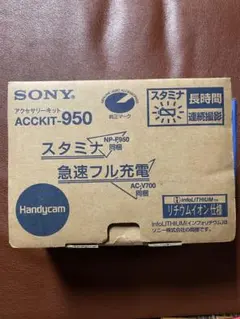 SONY
アクセサリーキット
ACCKIT-950
純正マーク
スタミナ
長時間
連続撮影
NP-F950
同梱
スタミナ
急速フル充電
AC-V700
同梱
Handycam
InfoLITHIUM
リチウムイオン仕様
InfoLITHIUM(インフォリチウム)は
ソニー株式会社の商標です。